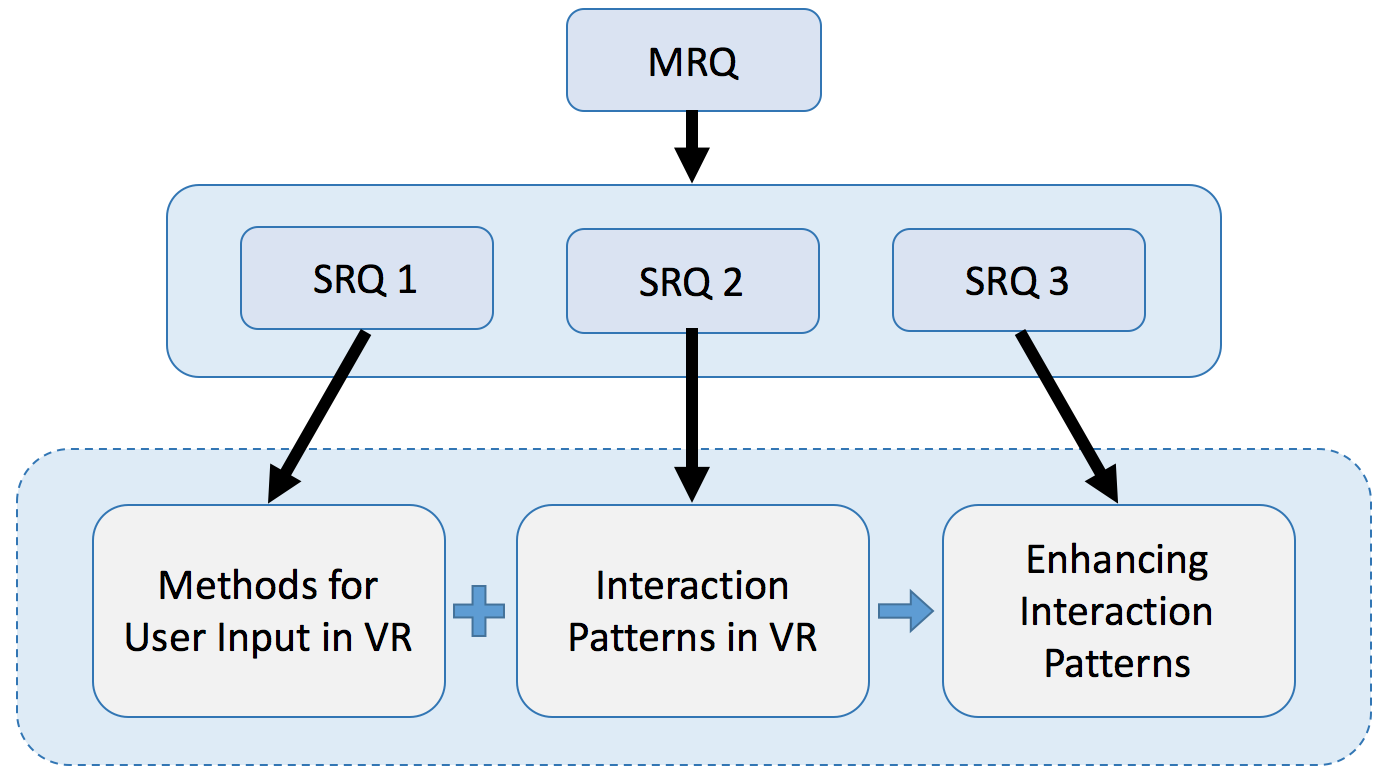 MRQ
SRQ 1
SRQ 2
SRQ 3
Methods for
User Input in VR
Interaction
Patterns in VR
Enhancing
Interaction
Patterns